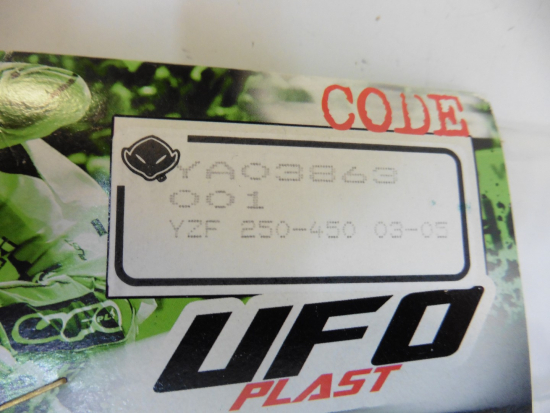 CODE
YA03863
001
YZF 250-450 03-05
UFO
PLAST